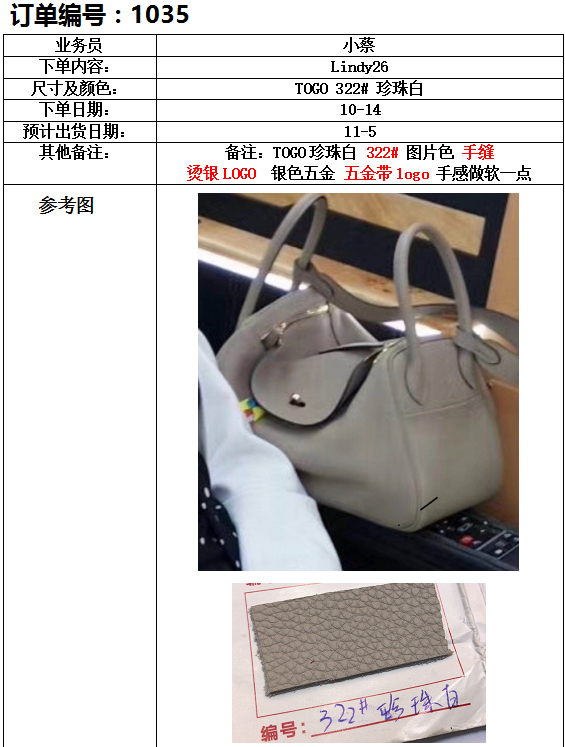 订单编号：1035
业务员 小蔡
下单内容： Lindy26
尺寸及颜色： TOGO 322# 珍珠白
下单日期： 10-14
预计出货日期： 11-5
其他备注： 备注：TOGO珍珠白 322# 图片色 手缝
烫银LOGO 银色五金 五金带logo 手感做软一点
参考图
编号：322# 珍珠白